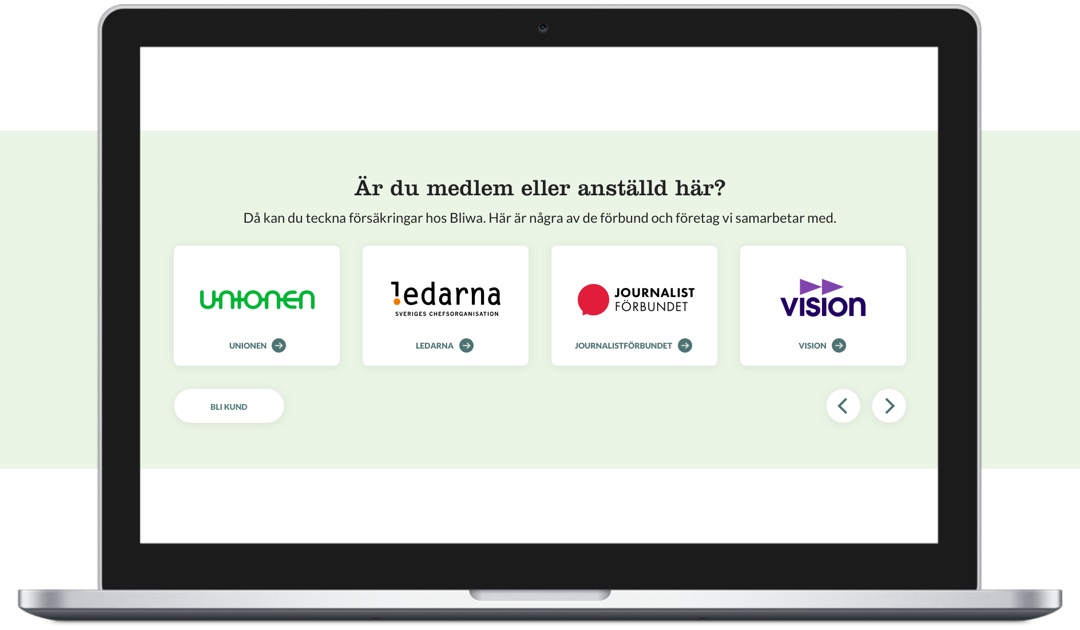 Är du medlem eller anställd här?
Då kan du teckna försäkringar hos Bliwa. Här är några av de förbund och företag vi samarbetar med.
unionen
ledarna
SVERIGES CHEFSORGANISATION
JOURNALIST
FÖRBUNDET
vision
UNIONEN
LEDARNA
JOURNALISTFÖRBUNDET
VISION
BLI KUND